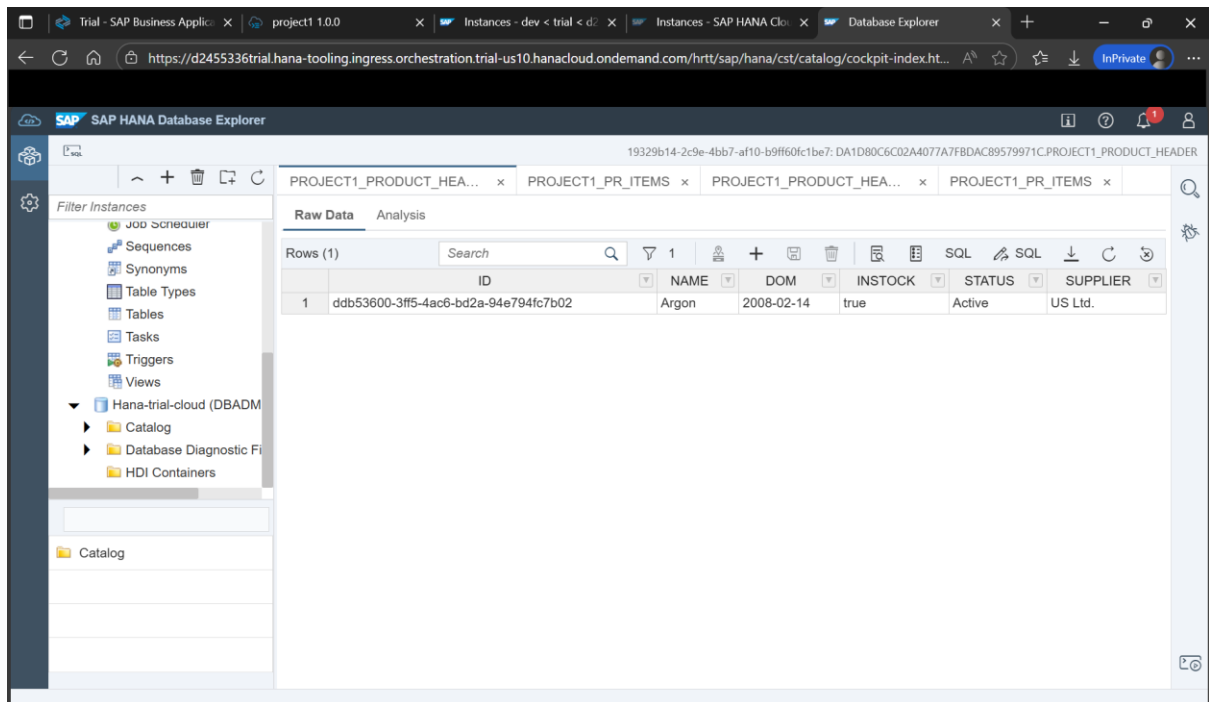 Trial - SAP Business Applica
project1 1.0.0
Instances - dev < trial < d2
Instances - SAP HANA Clou
Database Explorer
https://d2455336trial.hana-tooling.ingress.orchestration.trial-us10.hanacloud.ondemand.com/hrtt/sap/hana/cst/catalog/cockpit-index.ht...
InPrivate
SAP SAP HANA Database Explorer
1
SQL
19329b14-2c9e-4bb7-af10-b9ff60fc1be7: DA1D80C6C02A4077A7FBDAC89579971C.PROJECT1_PRODUCT_HEADER
PROJECT1_PRODUCT_HEA...
PROJECT1_PR_ITEMS
PROJECT1_PRODUCT_HEA...
PROJECT1_PR_ITEMS
Filter Instances
Job Scheduler
Sequences
Synonyms
Table Types
Tables
Tasks
Triggers
Views
Hana-trial-cloud (DBADM
Catalog
Database Diagnostic Fi
HDI Containers
Catalog
Raw Data Analysis
Rows (1) Search 1 SQL SQL
ID NAME DOM INSTOCK STATUS SUPPLIER
1 ddb53600-3ff5-4ac6-bd2a-94e794fc7b02 Argon 2008-02-14 true Active US Ltd.